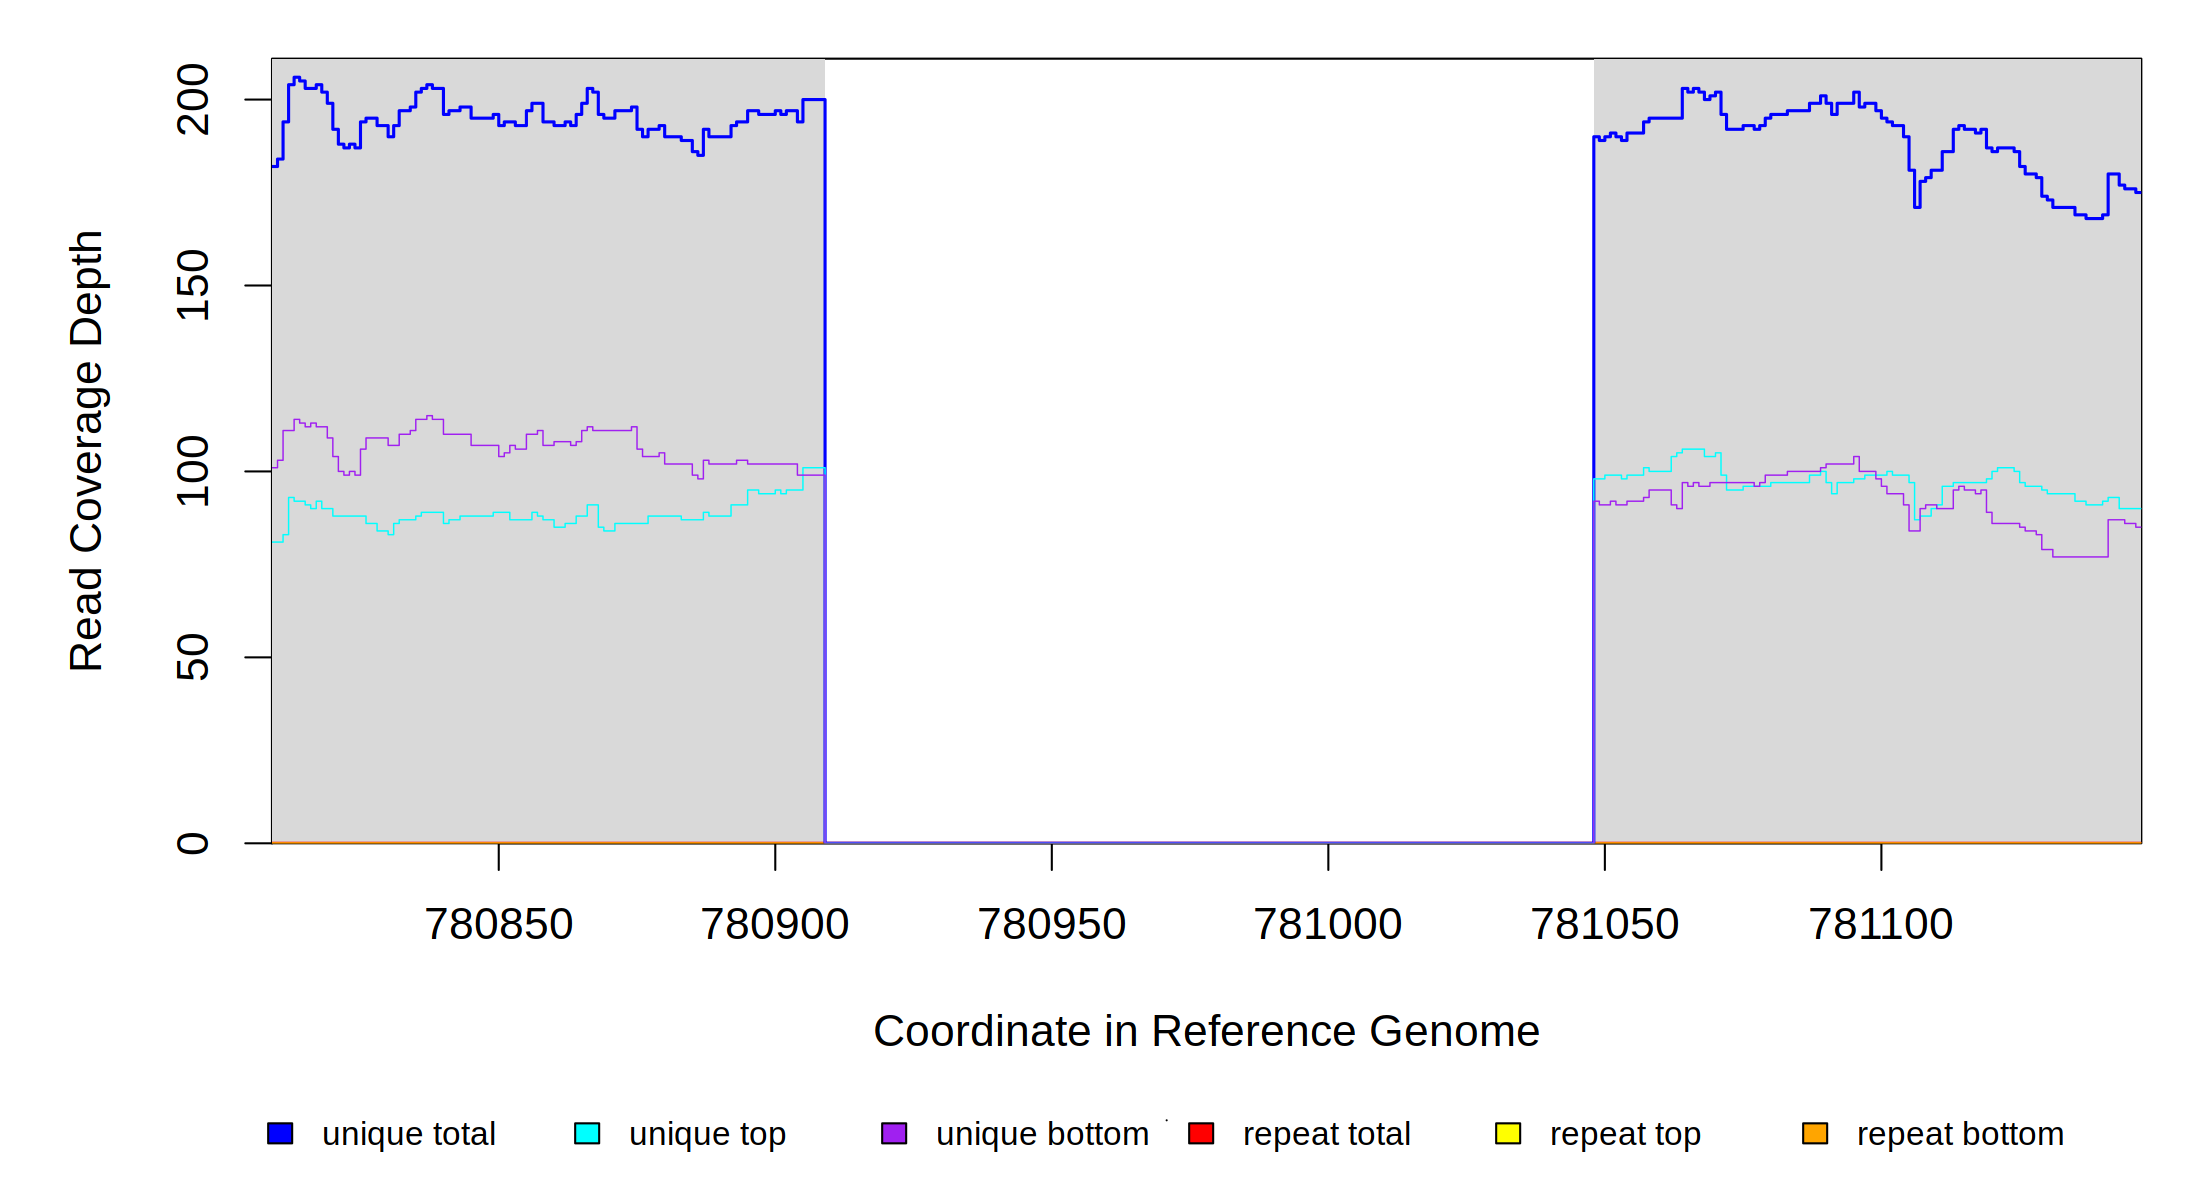 200
150
100
50
0
Read Coverage Depth
780850 780900 780950 781000 781050 781100
Coordinate in Reference Genome
unique total unique top unique bottom repeat total repeat top repeat bottom